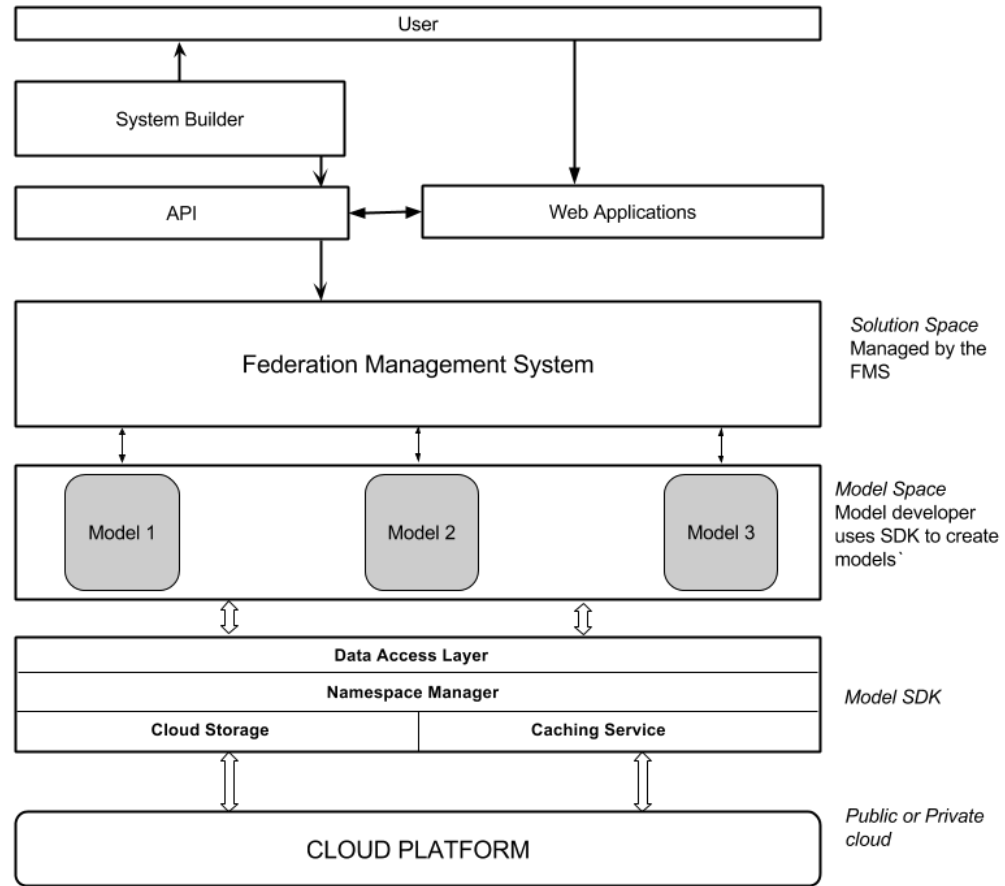 User
System Builder
API
Web Applications
Federation Management System
Solution Space
Managed by the
FMS
Model 1
Model 2
Model 3
Model Space
Model developer
uses SDK to create
models`
Data Access Layer
Namespace Manager
Cloud Storage
Caching Service
Model SDK
CLOUD PLATFORM
Public or Private
cloud